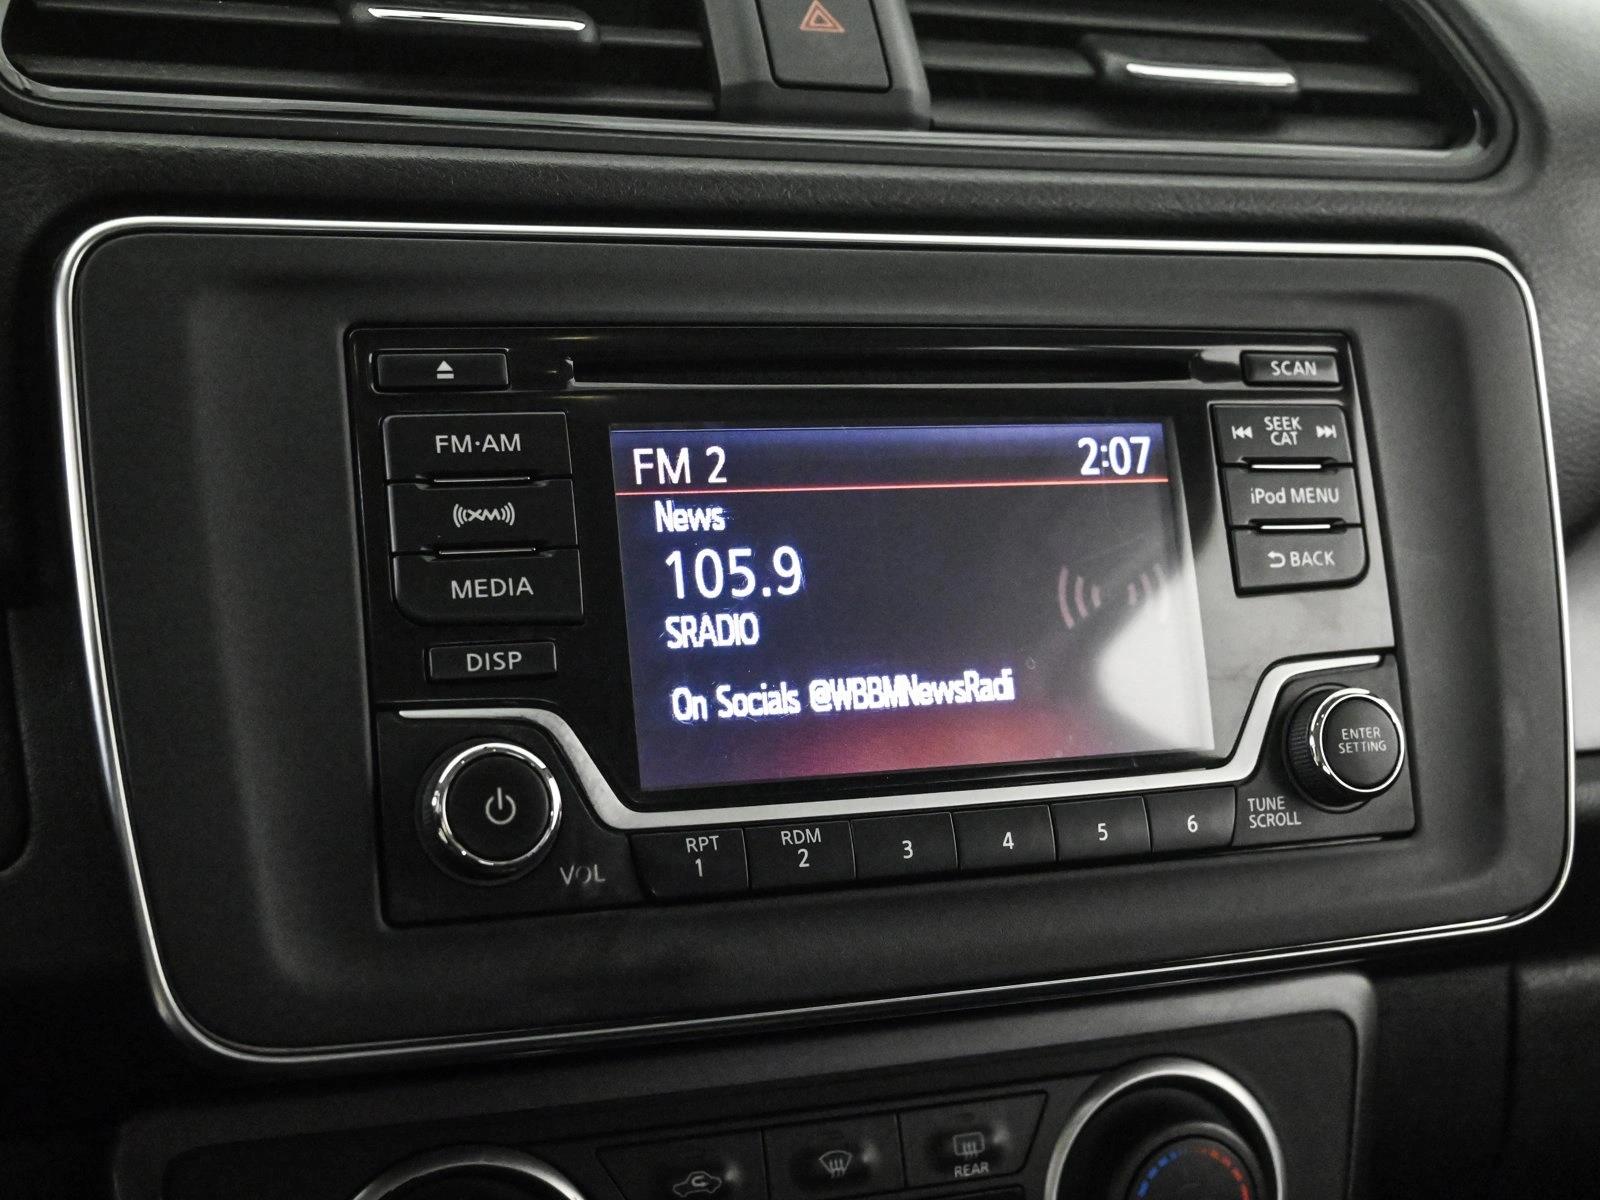 SCAN
FM·AM
SEEK
CAT
FM 2 2:07
XM
News
iPod MENU
105.9
BACK
MEDIA
SRADIO
DISP
On Socials @WBBMNewsRadi
ENTER
SETTING
VOL
RPT
1
RDM
2
3
4
5
6
TUNE
SCROLL
REAR